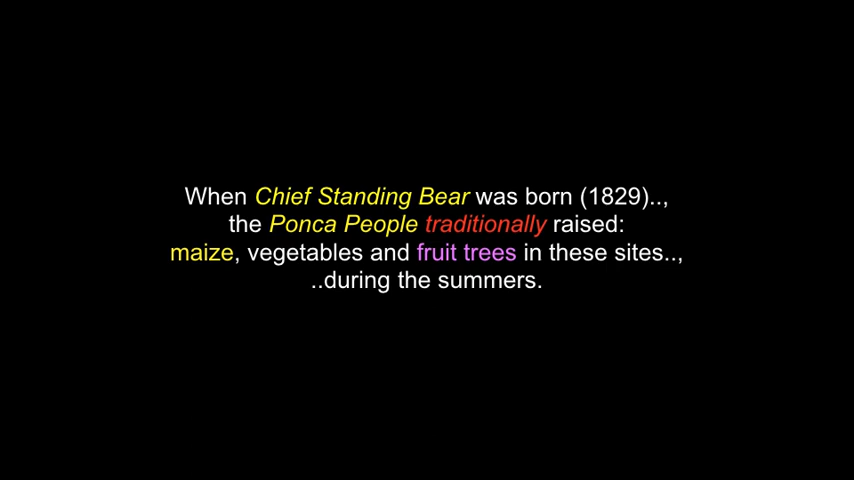 When Chief Standing Bear was born (1829)..,
the Ponca People traditionally raised:
maize, vegetables and fruit trees in these sites..,
..during the summers.